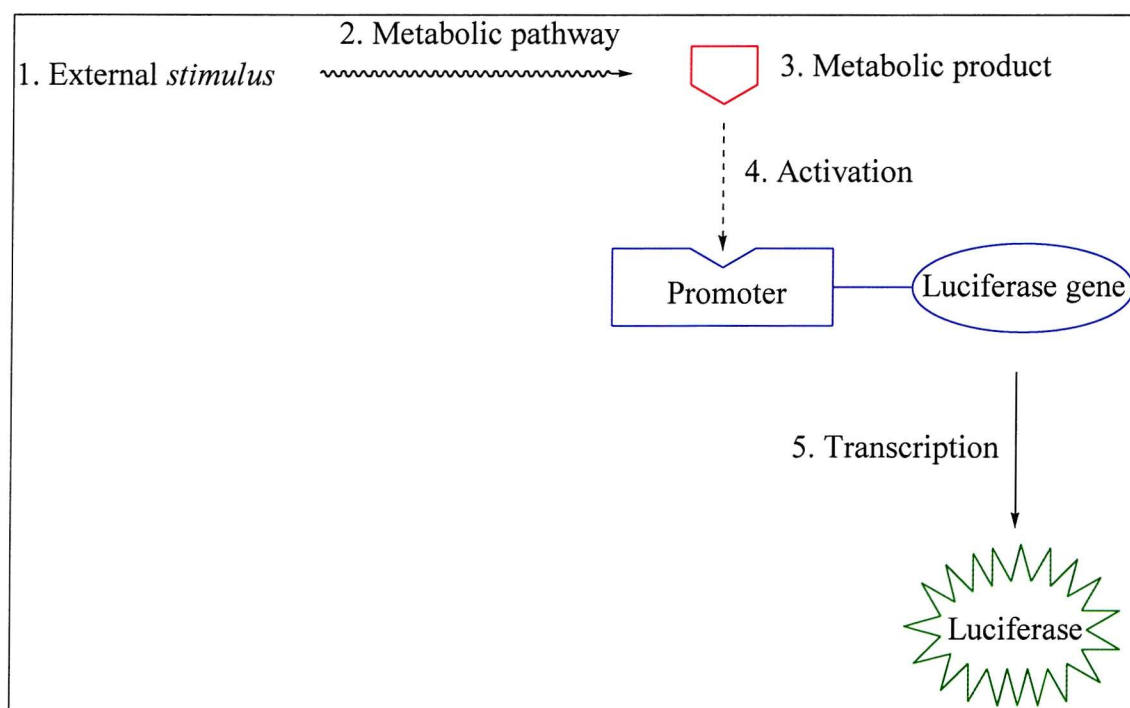 2. Metabolic pathway
1. External stimulus
3. Metabolic product
4. Activation
Promoter
Luciferase gene
5. Transcription
Luciferase